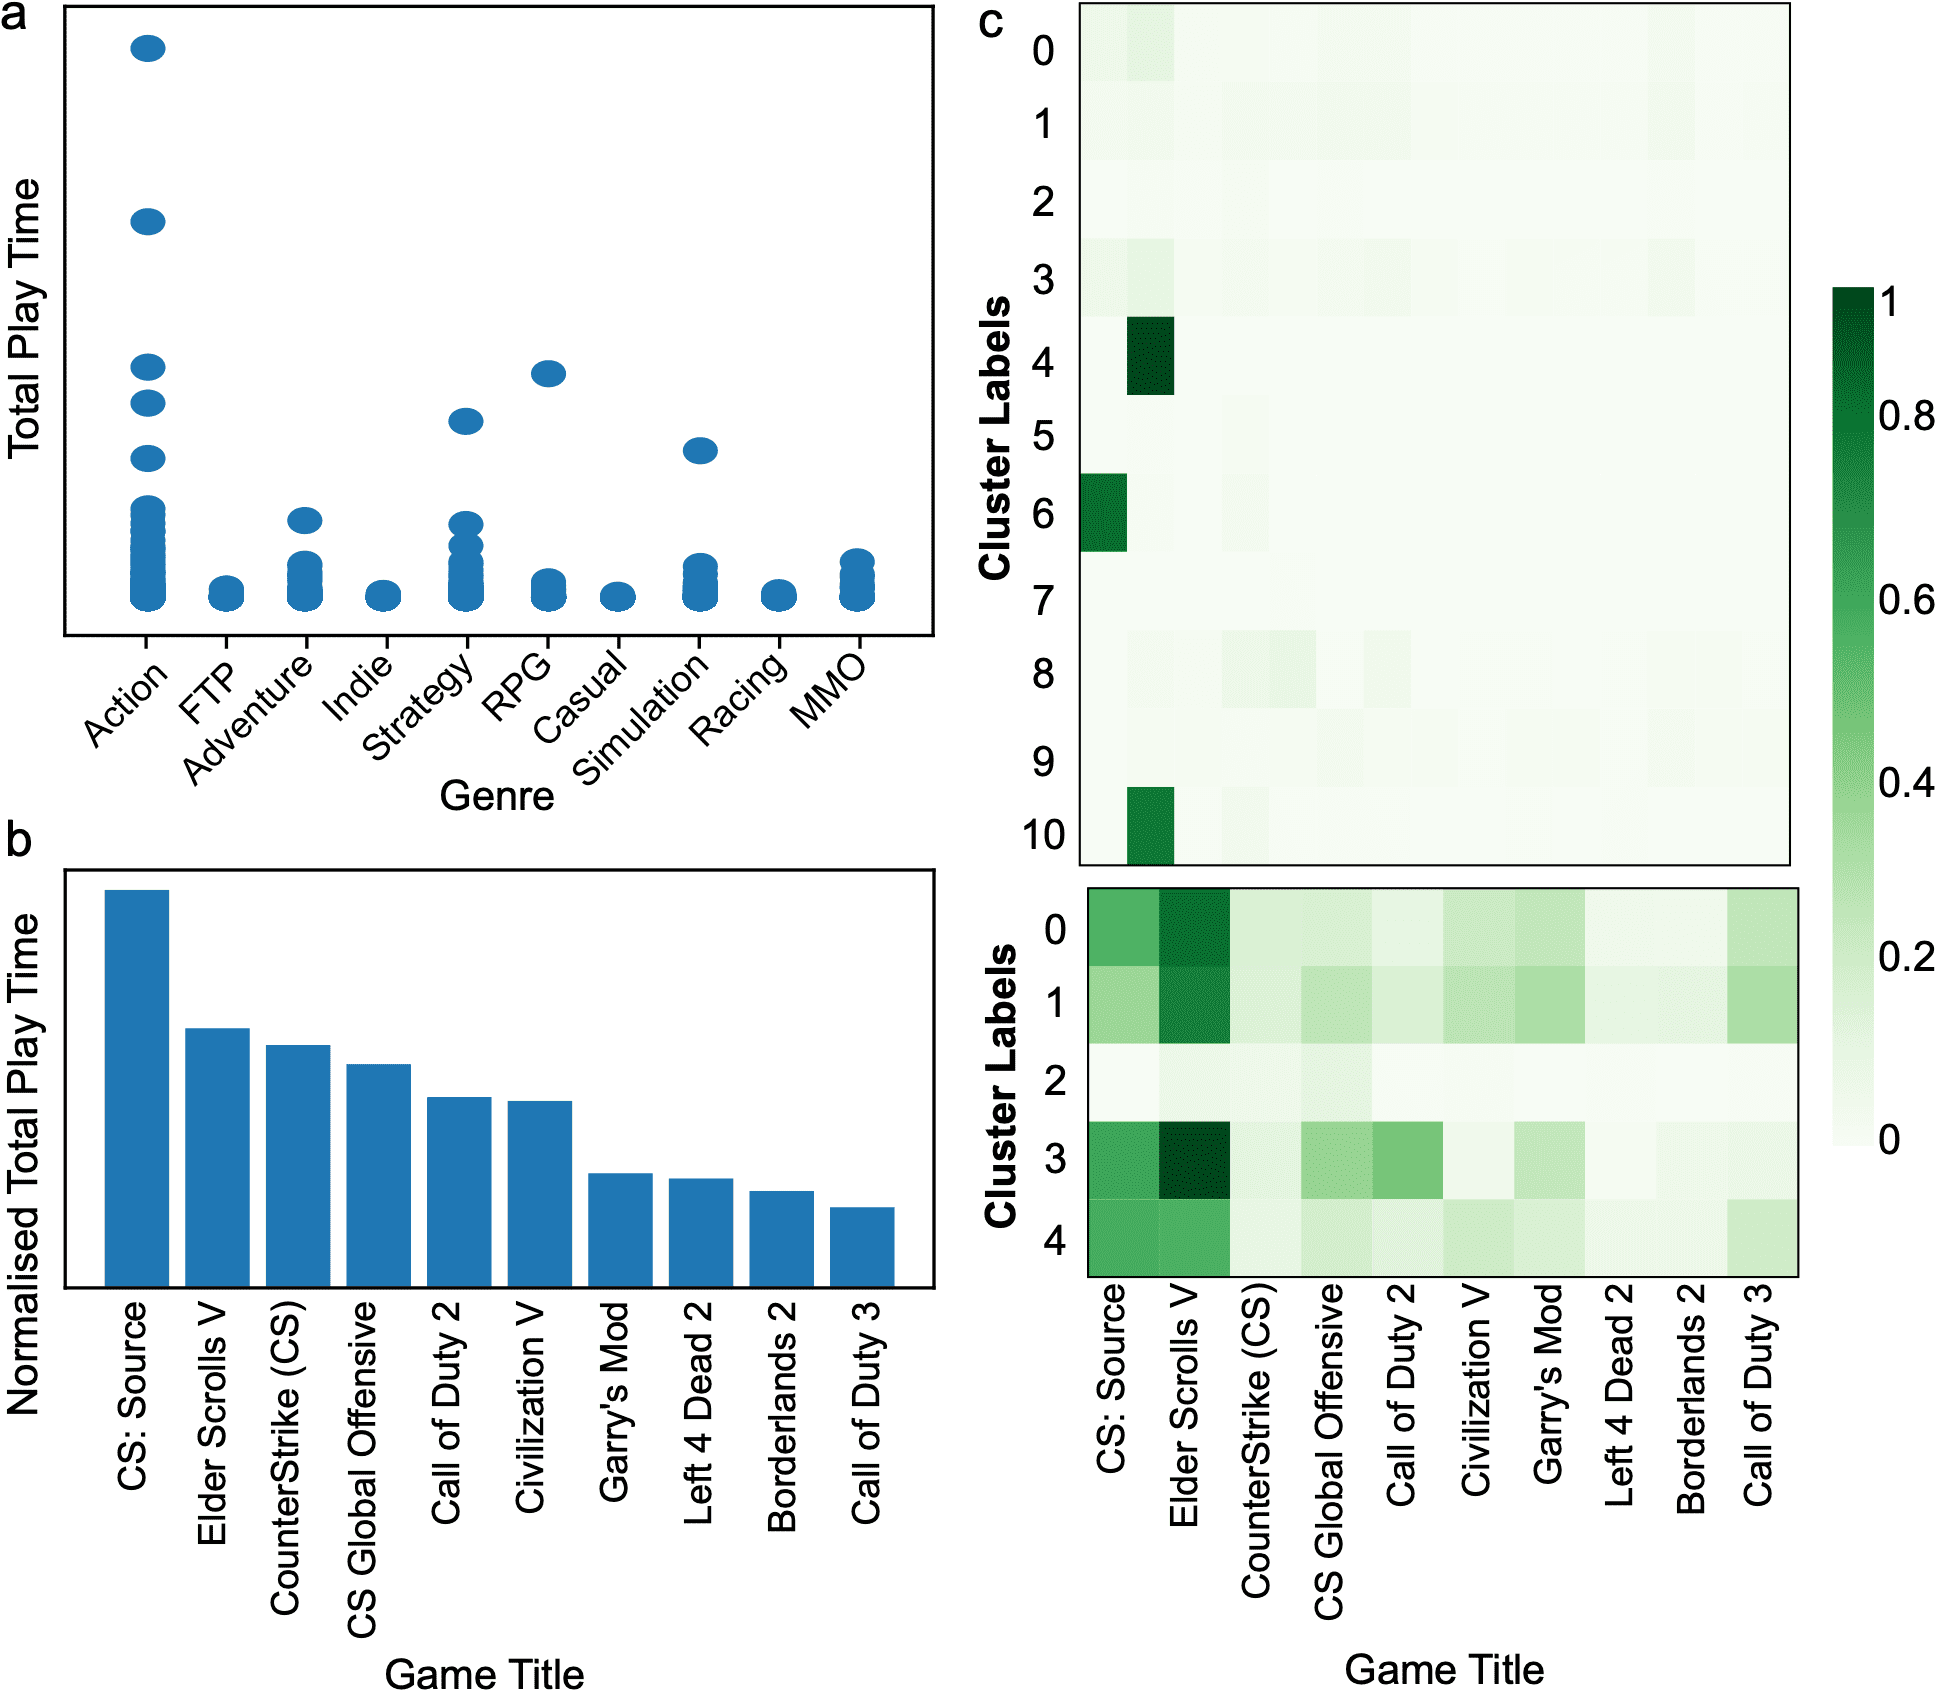 a
Total Play Time
Action
FTP
Adventure
Indie
Strategy
RPG
Casual
Simulation
Racing
MMO
Genre
b
Normalised Total Play Time
CS: Source
Elder Scrolls V
CounterStrike (CS)
CS Global Offensive
Call of Duty 2
Civilization V
Garry's Mod
Left 4 Dead 2
Borderlands 2
Call of Duty 3
Game Title
c
Cluster Labels
0
1
2
3
4
5
6
7
8
9
10
Cluster Labels
0
1
2
3
4
CS: Source
Elder Scrolls V
CounterStrike (CS)
CS Global Offensive
Call of Duty 2
Civilization V
Garry's Mod
Left 4 Dead 2
Borderlands 2
Call of Duty 3
Game Title
1
0.8
0.6
0.4
0.2
0